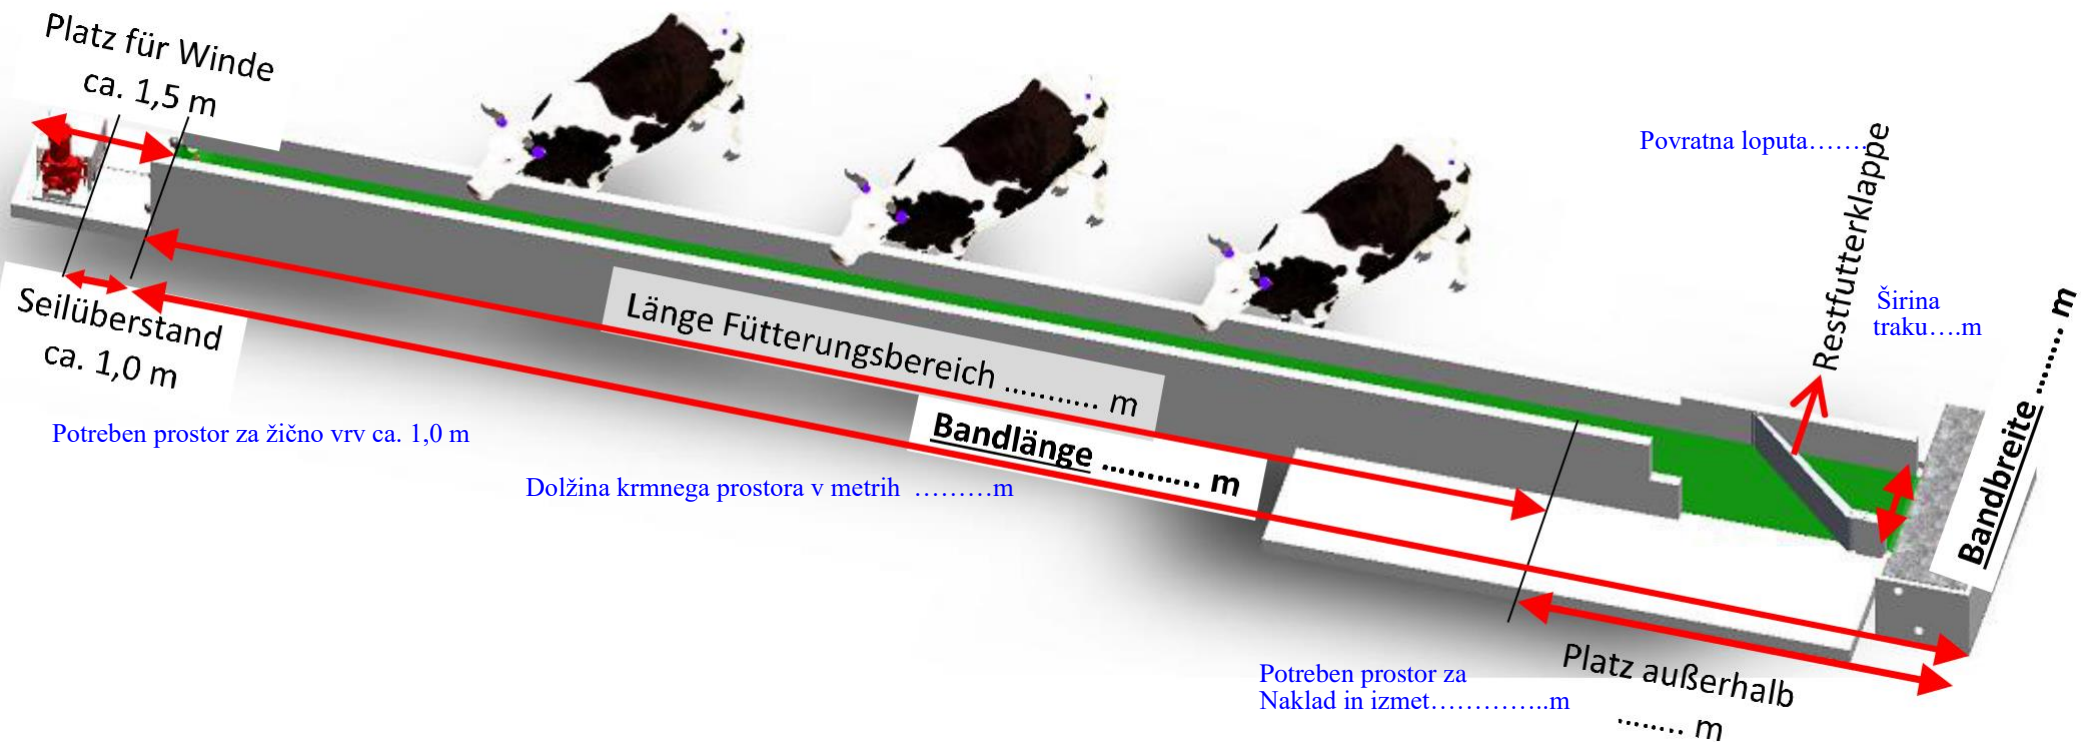 Platz für Winde
ca. 1,5 m
Seilüberstand
ca. 1,0 m
Potreben prostor za žično vrv ca. 1,0 m
Länge Fütterungsbereich ........... m
Bandlänge .......... m
Dolžina krmnega prostora v metrih ………m
Povratna loputa…….
Restfutterklappe
Širina
traku….m
Bandbreite ....... m
Potreben prostor za
Naklad in izmet…………..m
Platz außerhalb
........ m